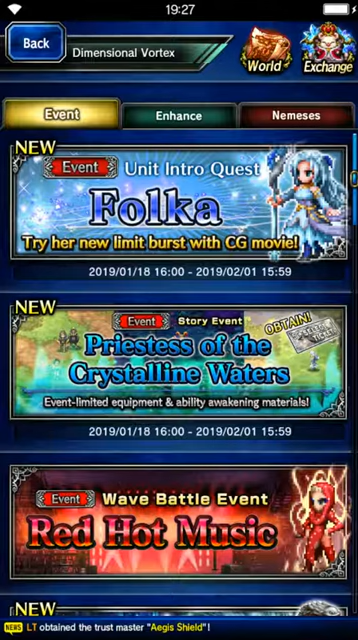 19:27
Back
Dimensional Vortex
World
Exchange
Event
Enhance
Nemeses
NEW
Event Unit Intro Quest
Folka
Try her new limit burst with CG movie!
2019/01/18 16:00 - 2019/02/01 15:59
NEW
Event Story Event
OBTAIN!
Priestess of the
Crystalline Waters
Event-limited equipment & ability awakening materials!
2019/01/18 16:00 - 2019/02/01 15:59
Event Wave Battle Event
Red Hot Music
NEW
NEWS LT obtained the trust master "Aegis Shield"!